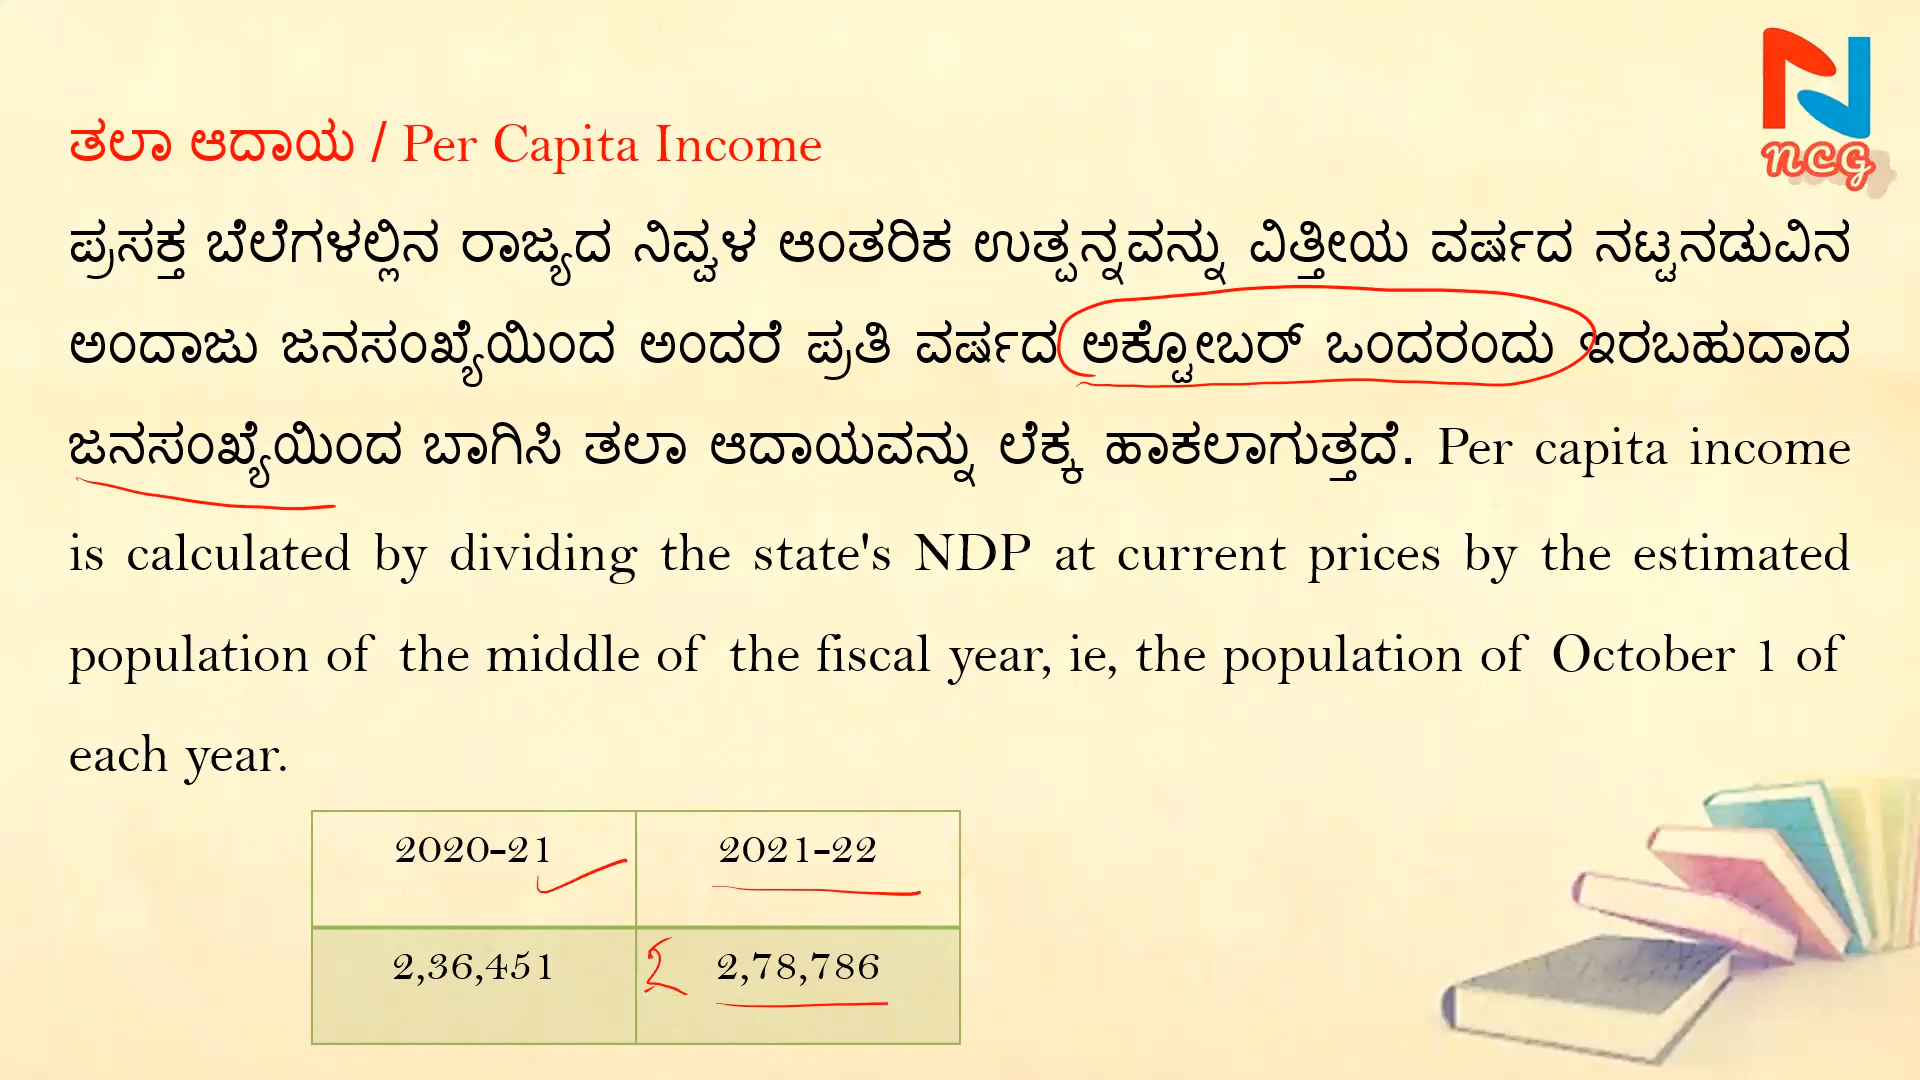 ncg
ತಲಾ ಆದಾಯ / Per Capita Income
ಪ್ರಸಕ್ತ ಬೆಲೆಗಳಲ್ಲಿನ ರಾಜ್ಯದ ನಿವ್ವಳ ಆಂತರಿಕ ಉತ್ಪನ್ನವನ್ನು ವಿತ್ತೀಯ ವರ್ಷದ ನಟ್ಟನಡುವಿನ
ಅಂದಾಜು ಜನಸಂಖ್ಯೆಯಿಂದ ಅಂದರೆ ಪ್ರತಿ ವರ್ಷದ ಅಕ್ಟೋಬರ್ ಒಂದರಂದು ಇರಬಹುದಾದ
ಜನಸಂಖ್ಯೆಯಿಂದ ಬಾಗಿಸಿ ತಲಾ ಆದಾಯವನ್ನು ಲೆಕ್ಕ ಹಾಕಲಾಗುತ್ತದೆ. Per capita income
is calculated by dividing the state's NDP at current prices by the estimated
population of the middle of the fiscal year, ie, the population of October 1 of
each year.
2020-21 2021-22
2,36,451 2,78,786